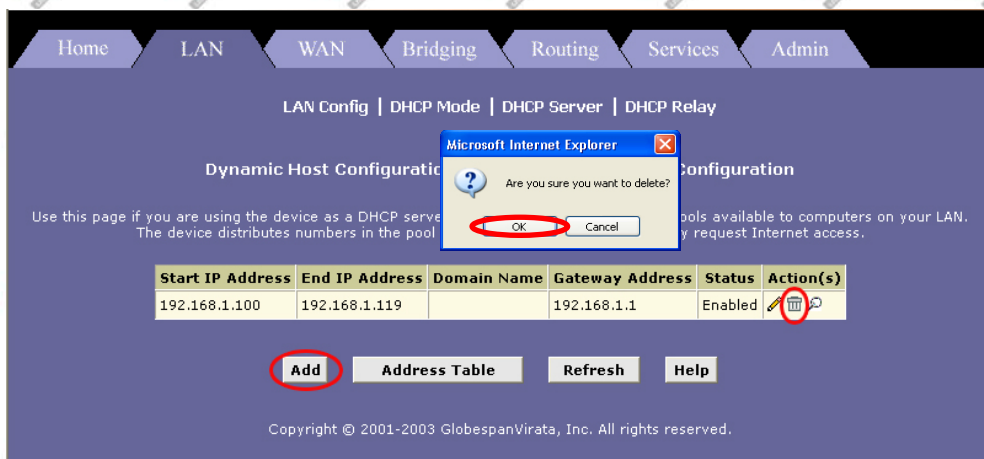 Home LAN WAN Bridging Routing Services Admin
LAN Config | DHCP Mode | DHCP Server | DHCP Relay
Microsoft Internet Explorer
Are you sure you want to delete?
OK Cancel
Dynamic Host Configuratio onfiguration
Use this page if you are using the device as a DHCP serve ools available to computers on your LAN.
The device distributes numbers in the pool y request Internet access.
Start IP Address End IP Address Domain Name Gateway Address Status Action(s)
192.168.1.100 192.168.1.119 192.168.1.1 Enabled
Add Address Table Refresh Help
Copyright © 2001-2003 GlobespanVirata, Inc. All rights reserved.